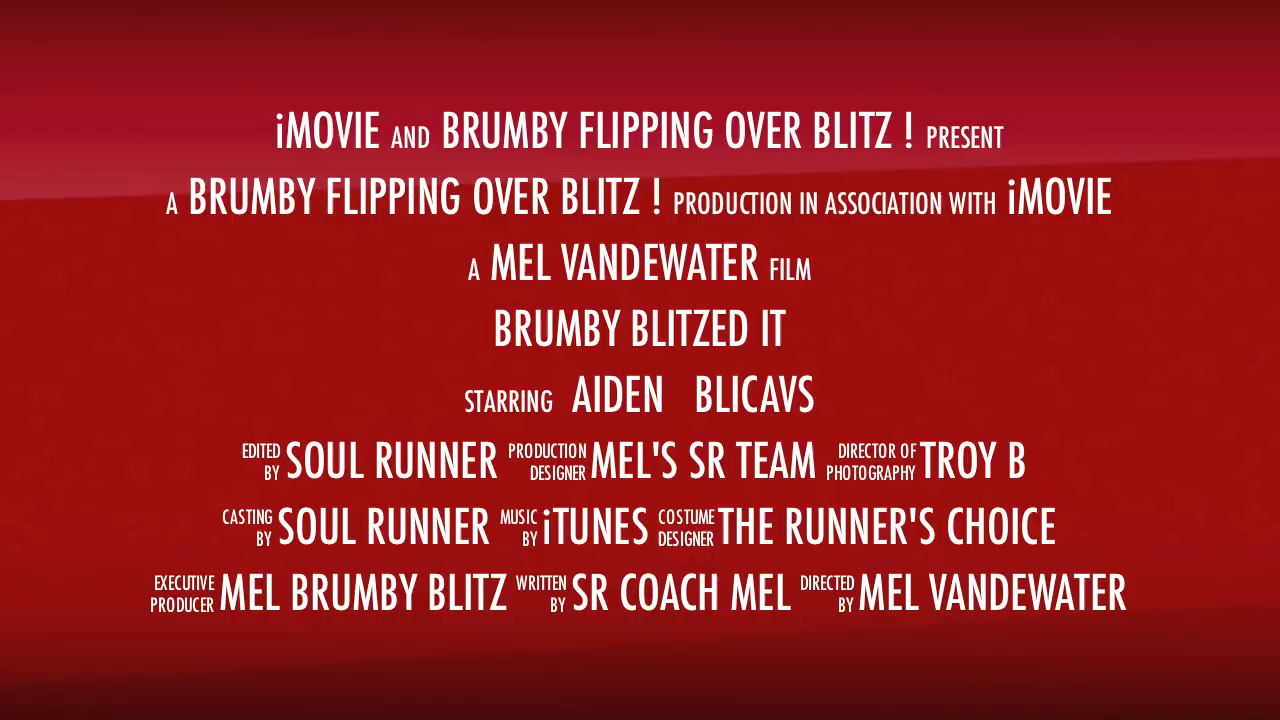 iMOVIE AND BRUMBY FLIPPING OVER BLITZ ! PRESENT
A BRUMBY FLIPPING OVER BLITZ ! PRODUCTION IN ASSOCIATION WITH iMOVIE
A MEL VANDEWATER FILM
BRUMBY BLITZED IT
STARRING AIDEN BLICAVS
EDITED BY SOUL RUNNER PRODUCTION DESIGNER MEL'S SR TEAM DIRECTOR OF PHOTOGRAPHY TROY B
CASTING BY SOUL RUNNER MUSIC BY iTUNES COSTUME DESIGNER THE RUNNER'S CHOICE
EXECUTIVE PRODUCER MEL BRUMBY BLITZ WRITTEN BY SR COACH MEL DIRECTED BY MEL VANDEWATER